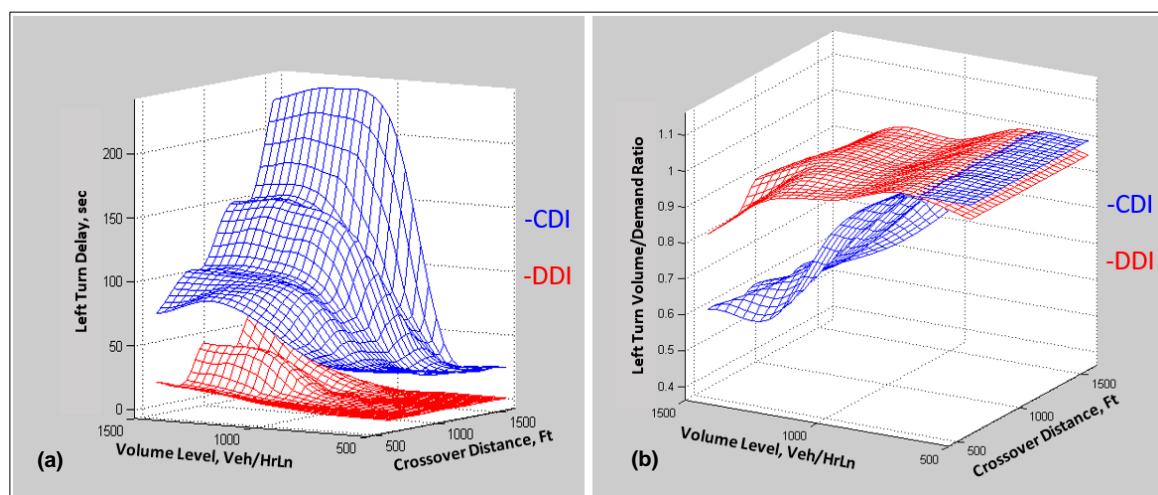 200
150
100
50
0
Left Turn Delay, sec
1500
1000
500
Volume Level, Veh/HrLn
500
1000
1500
Crossover Distance, Ft
-CDI
-DDI
(a)
1.1
1
0.9
0.8
0.7
0.6
0.5
0.4
Left Turn Volume/Demand Ratio
1500
1000
500
Volume Level, Veh/HrLn
500
1000
1500
Crossover Distance, Ft
-CDI
-DDI
(b)